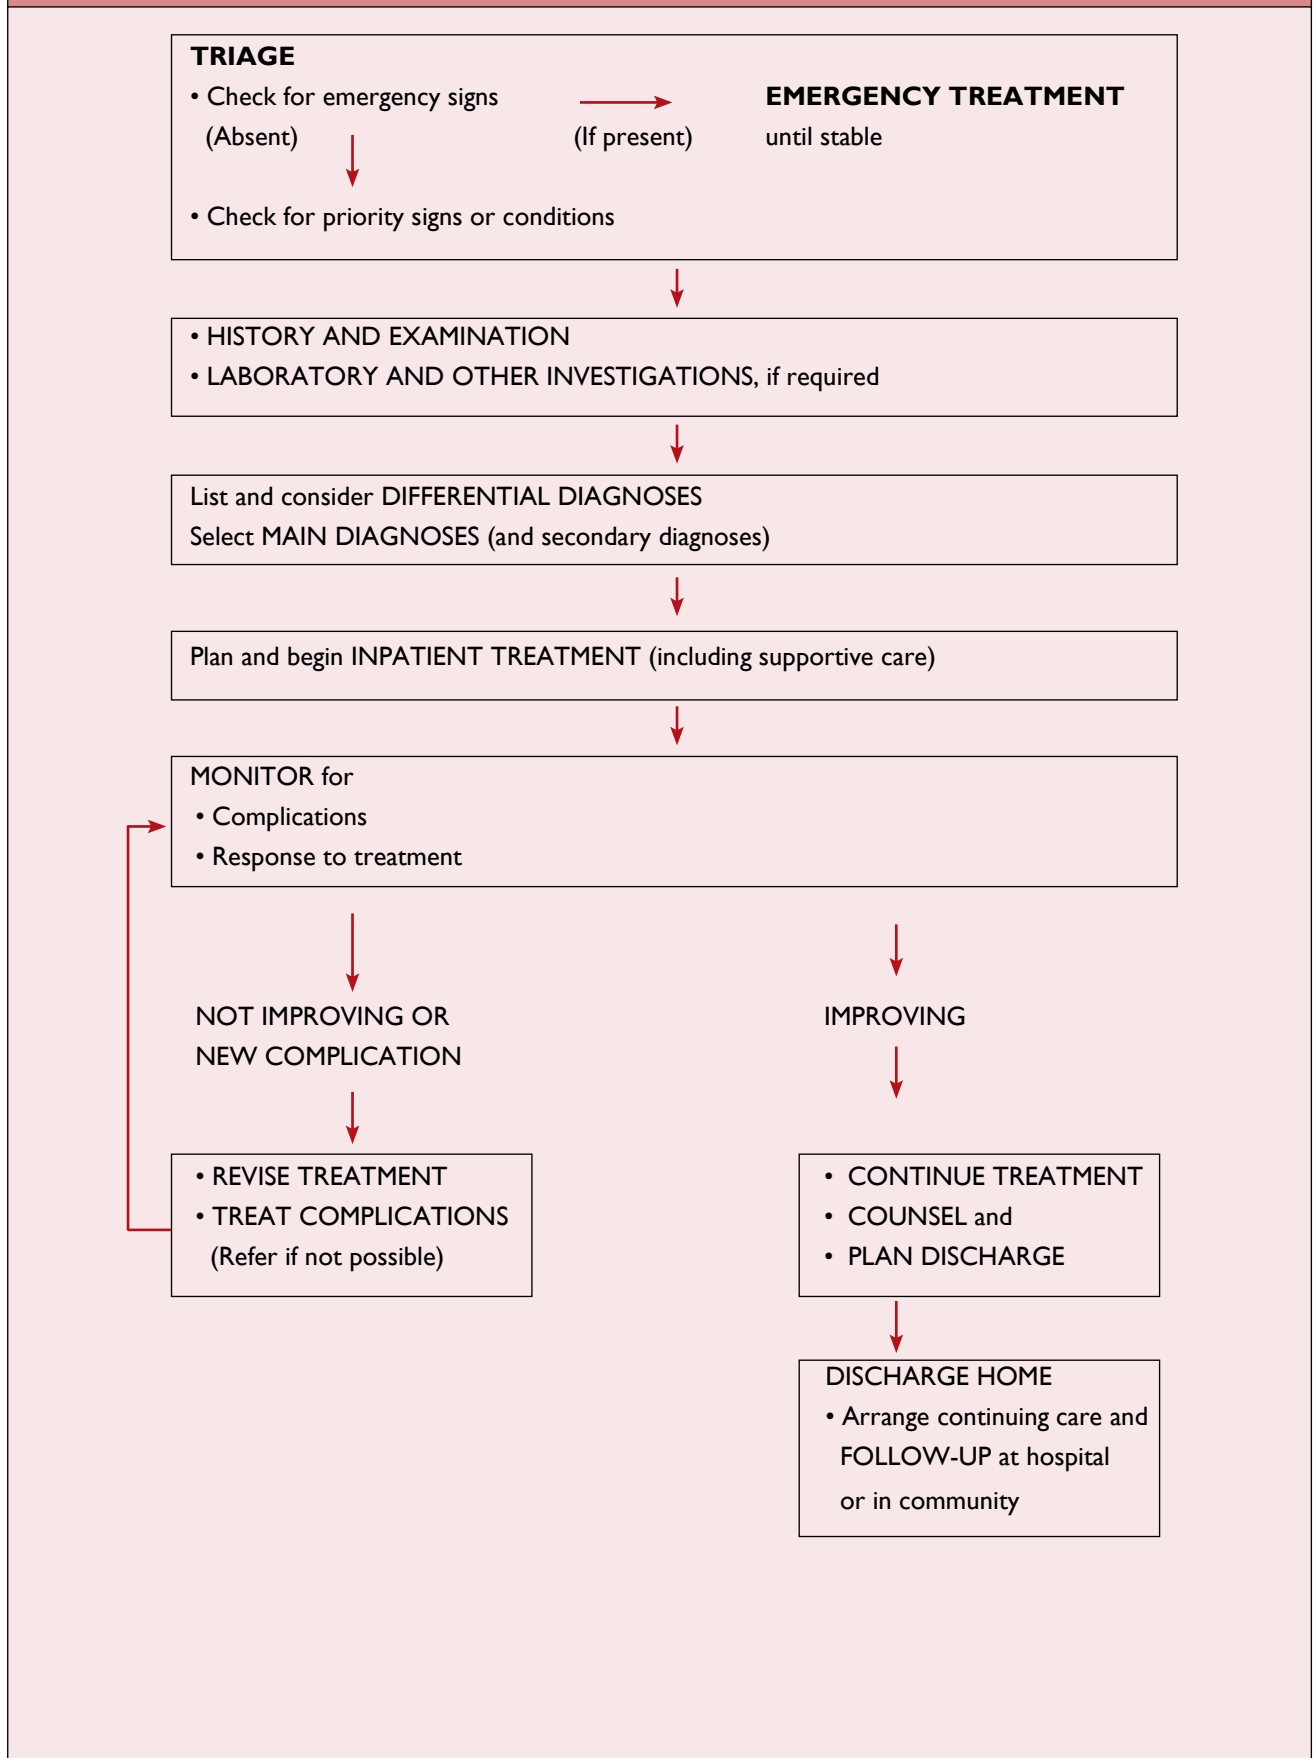 TRIAGE
• Check for emergency signs EMERGENCY TREATMENT
(Absent) (If present) until stable
• Check for priority signs or conditions
• HISTORY AND EXAMINATION
• LABORATORY AND OTHER INVESTIGATIONS, if required
List and consider DIFFERENTIAL DIAGNOSES
Select MAIN DIAGNOSES (and secondary diagnoses)
Plan and begin INPATIENT TREATMENT (including supportive care)
MONITOR for
• Complications
• Response to treatment
NOT IMPROVING OR
NEW COMPLICATION
IMPROVING
• REVISE TREATMENT
• TREAT COMPLICATIONS
(Refer if not possible)
• CONTINUE TREATMENT
• COUNSEL and
• PLAN DISCHARGE
DISCHARGE HOME
• Arrange continuing care and
FOLLOW-UP at hospital
or in community